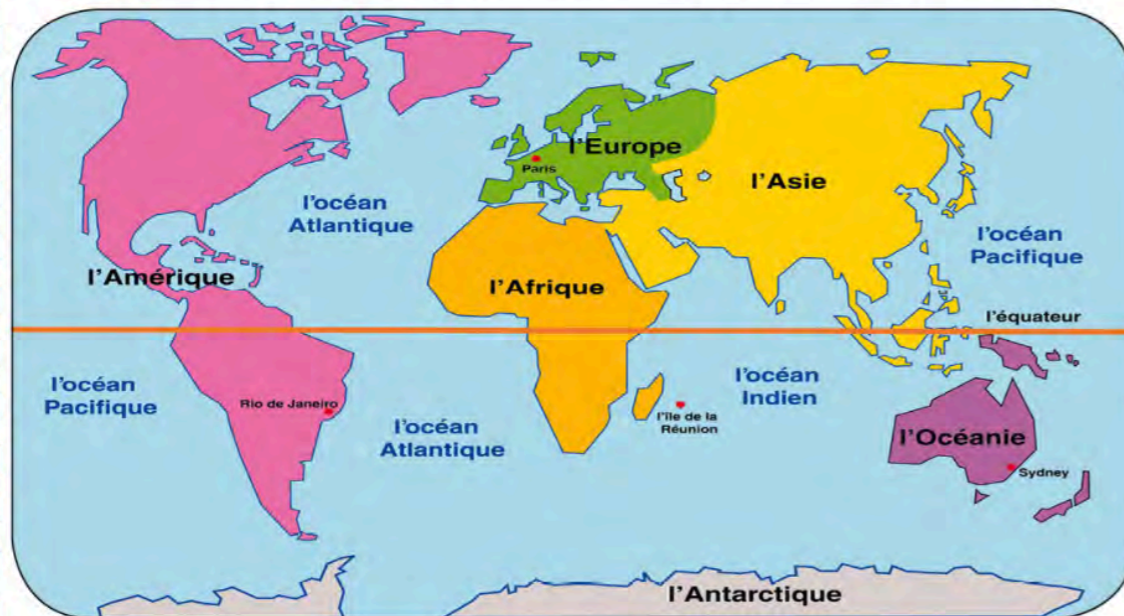 l'Europe
Paris
l'Asie
l'océan
Atlantique
l'océan
Pacifique
l'Amérique
l'Afrique
l'équateur
l'océan
Pacifique
l'océan
Indien
Rio de Janeiro
l'île de la
Réunion
l'océan
Atlantique
l'Océanie
Sydney
l'Antarctique